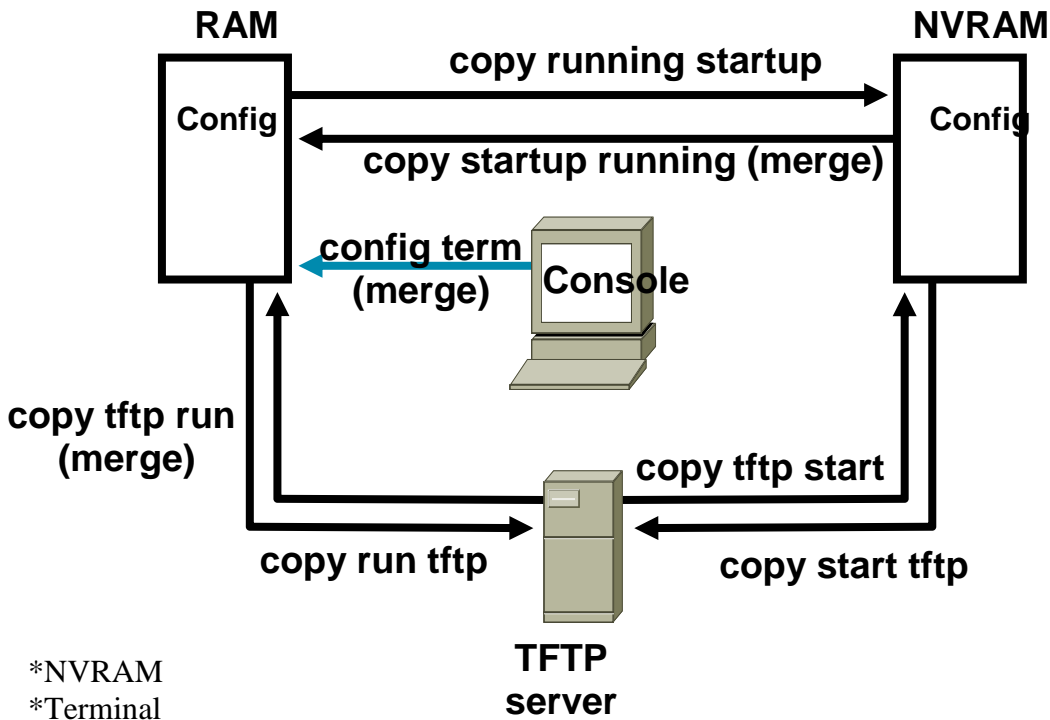 RAM
NVRAM
copy running startup
Config
Config
copy startup running (merge)
config term
(merge)
Console
copy tftp run
(merge)
copy tftp start
copy run tftp
copy start tftp
TFTP
server
*NVRAM
*Terminal